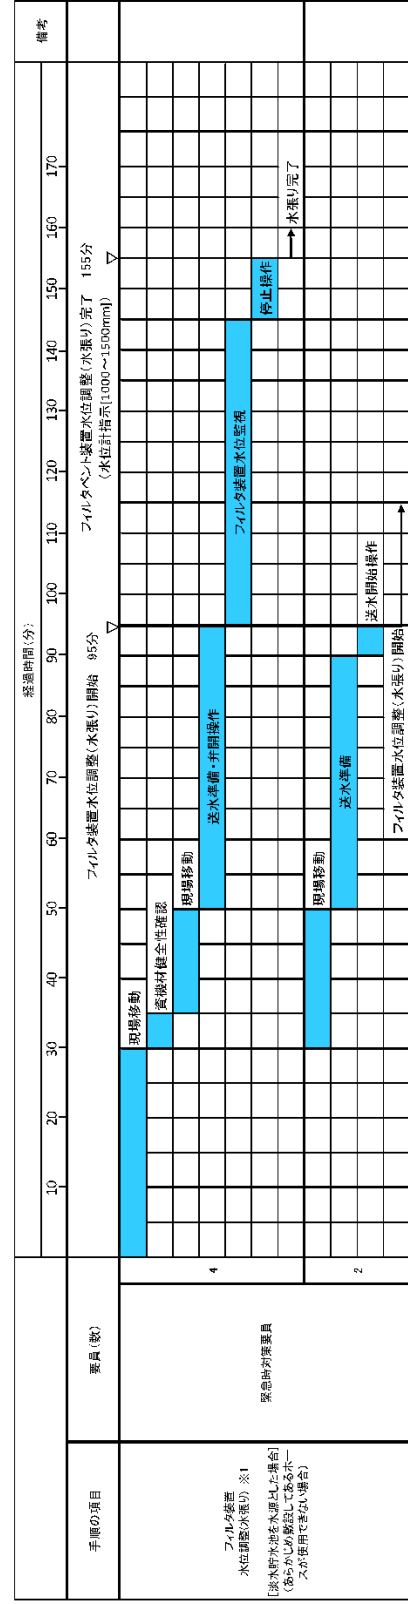 経過時間(分)
備考
10
20
30
40
50
60
70
80
90
100
110
120
130
140
150
160
170
手順の項目
要員(数)
フィルタ装置水位調整(水張り)開始 95分
フィルタベント装置水位調整(水張り)完了 155分
(水位計指示[1000～1500mm])
フィルタ装置
水位調整(水張り) ※1
[淡水貯水池を水源とした場合]
(あらかじめ敷設してあるホー
スが使用できない場合)
緊急時対策要員
4
現場移動
資機材健全性確認
現場移動
送水準備・弁開操作
フィルタ装置水位監視
停止操作
水張り完了
2
現場移動
送水準備
送水開始操作
フィルタ装置水位調整(水張り)開始